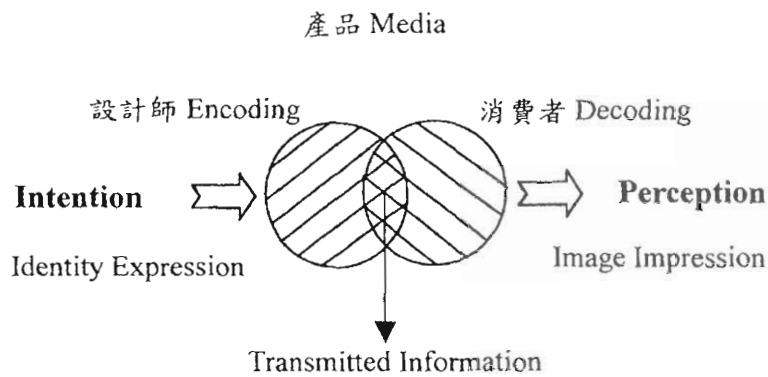 產品 Media
設計師 Encoding
消費者 Decoding
Intention
Perception
Identity Expression
Image Impression
Transmitted Information